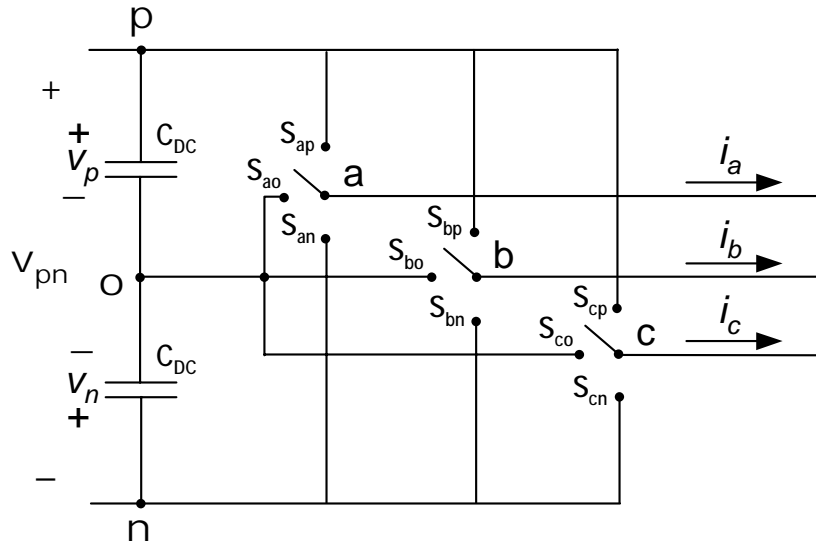 p
+
+
C_DC
v_p
−
S_ap
S_ao
a
i_a
S_an
S_bp
v_pn
o
S_bo
b
i_b
S_bn
S_cp
−
C_DC
S_co
c
i_c
v_n
+
S_cn
−
n